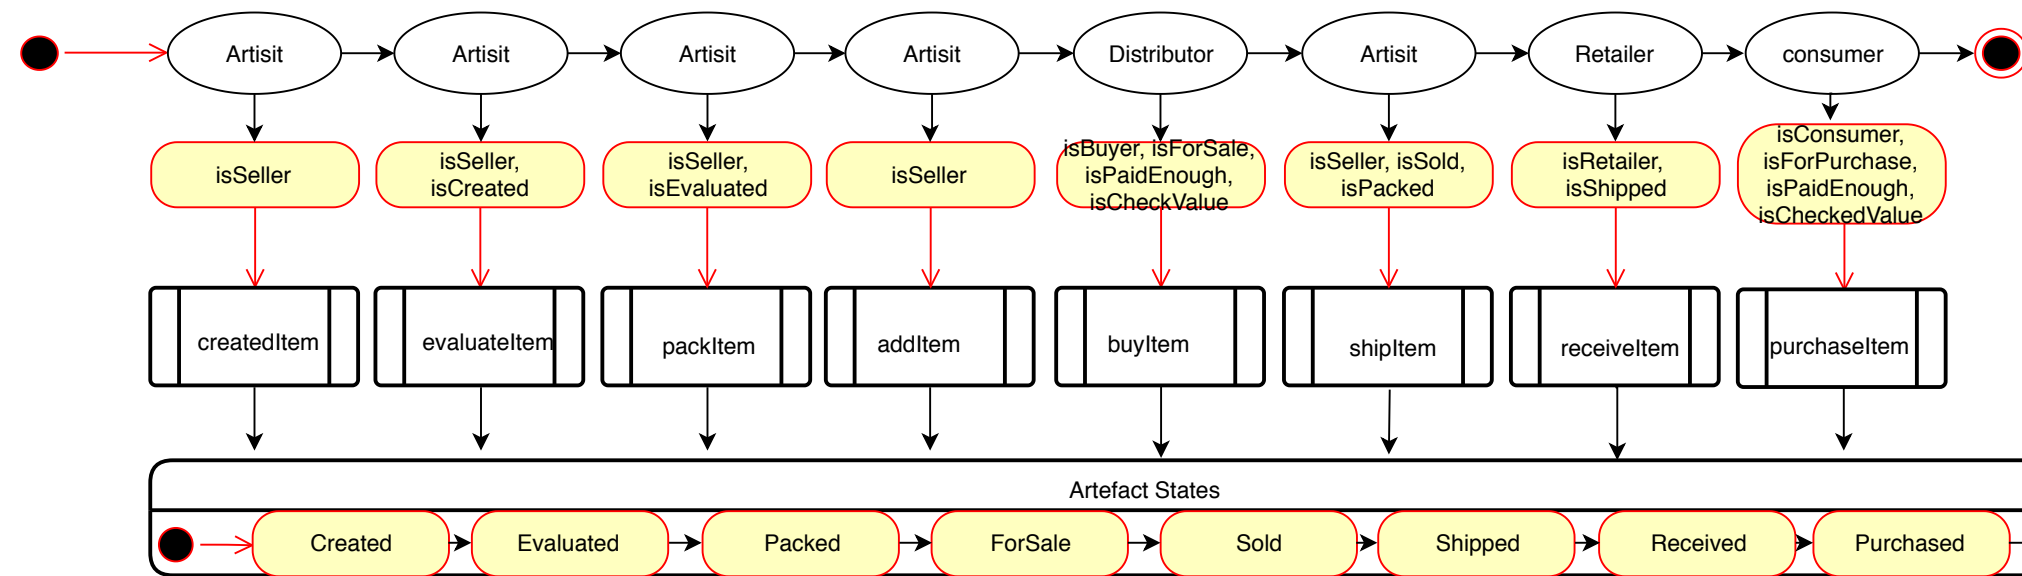 Artisit
Artisit
Artisit
Artisit
Distributor
Artisit
Retailer
consumer
isSeller
isSeller,
isCreated
isSeller,
isEvaluated
isSeller
isBuyer, isForSale,
isPaidEnough,
isCheckValue
isSeller, isSold,
isPacked
isRetailer,
isShipped
isConsumer,
isForPurchase,
isPaidEnough,
isCheckedValue
createdItem
evaluateItem
packItem
addItem
buyItem
shipItem
receiveItem
purchaseItem
Artefact States
Created
Evaluated
Packed
ForSale
Sold
Shipped
Received
Purchased